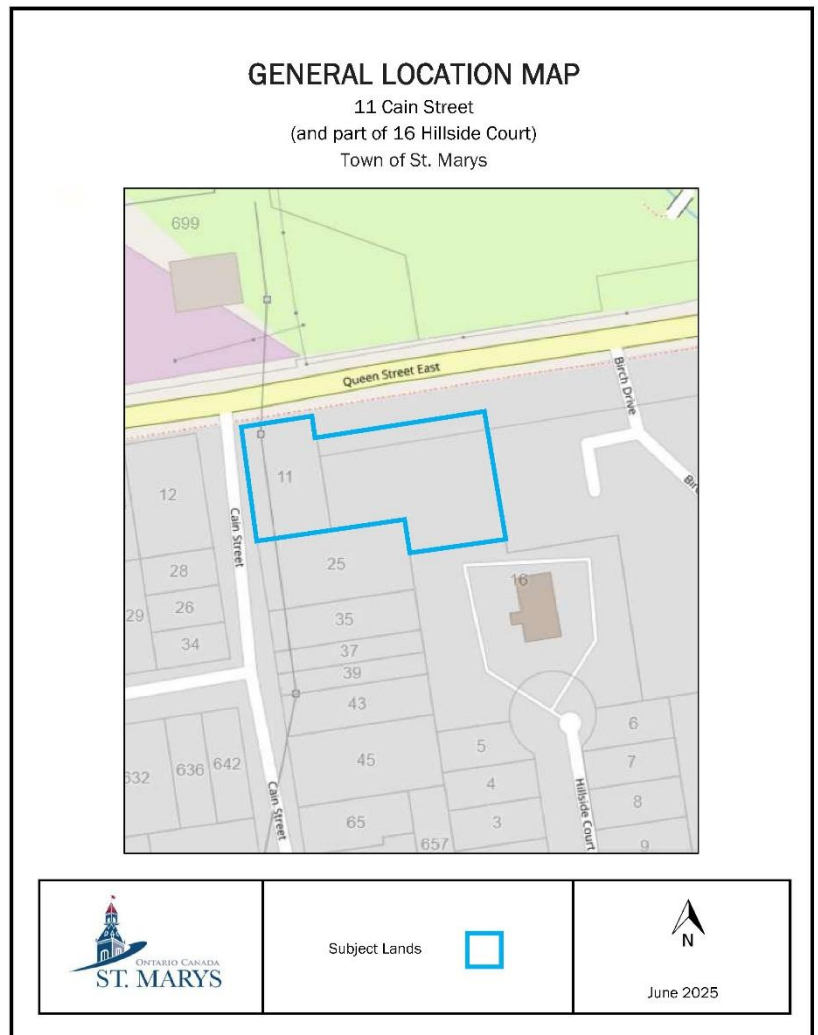 GENERAL LOCATION MAP
11 Cain Street
(and part of 16 Hillside Court)
Town of St. Marys
699
Queen Street East
Birch Drive
12
11
Cain Street
28
25
16
29
26
35
34
37
39
43
5
6
632
636
642
45
7
4
Cain Street
Hillside Court
8
65
3
657
9
ONTARIO CANADA
ST. MARYS
Subject Lands
N
June 2025